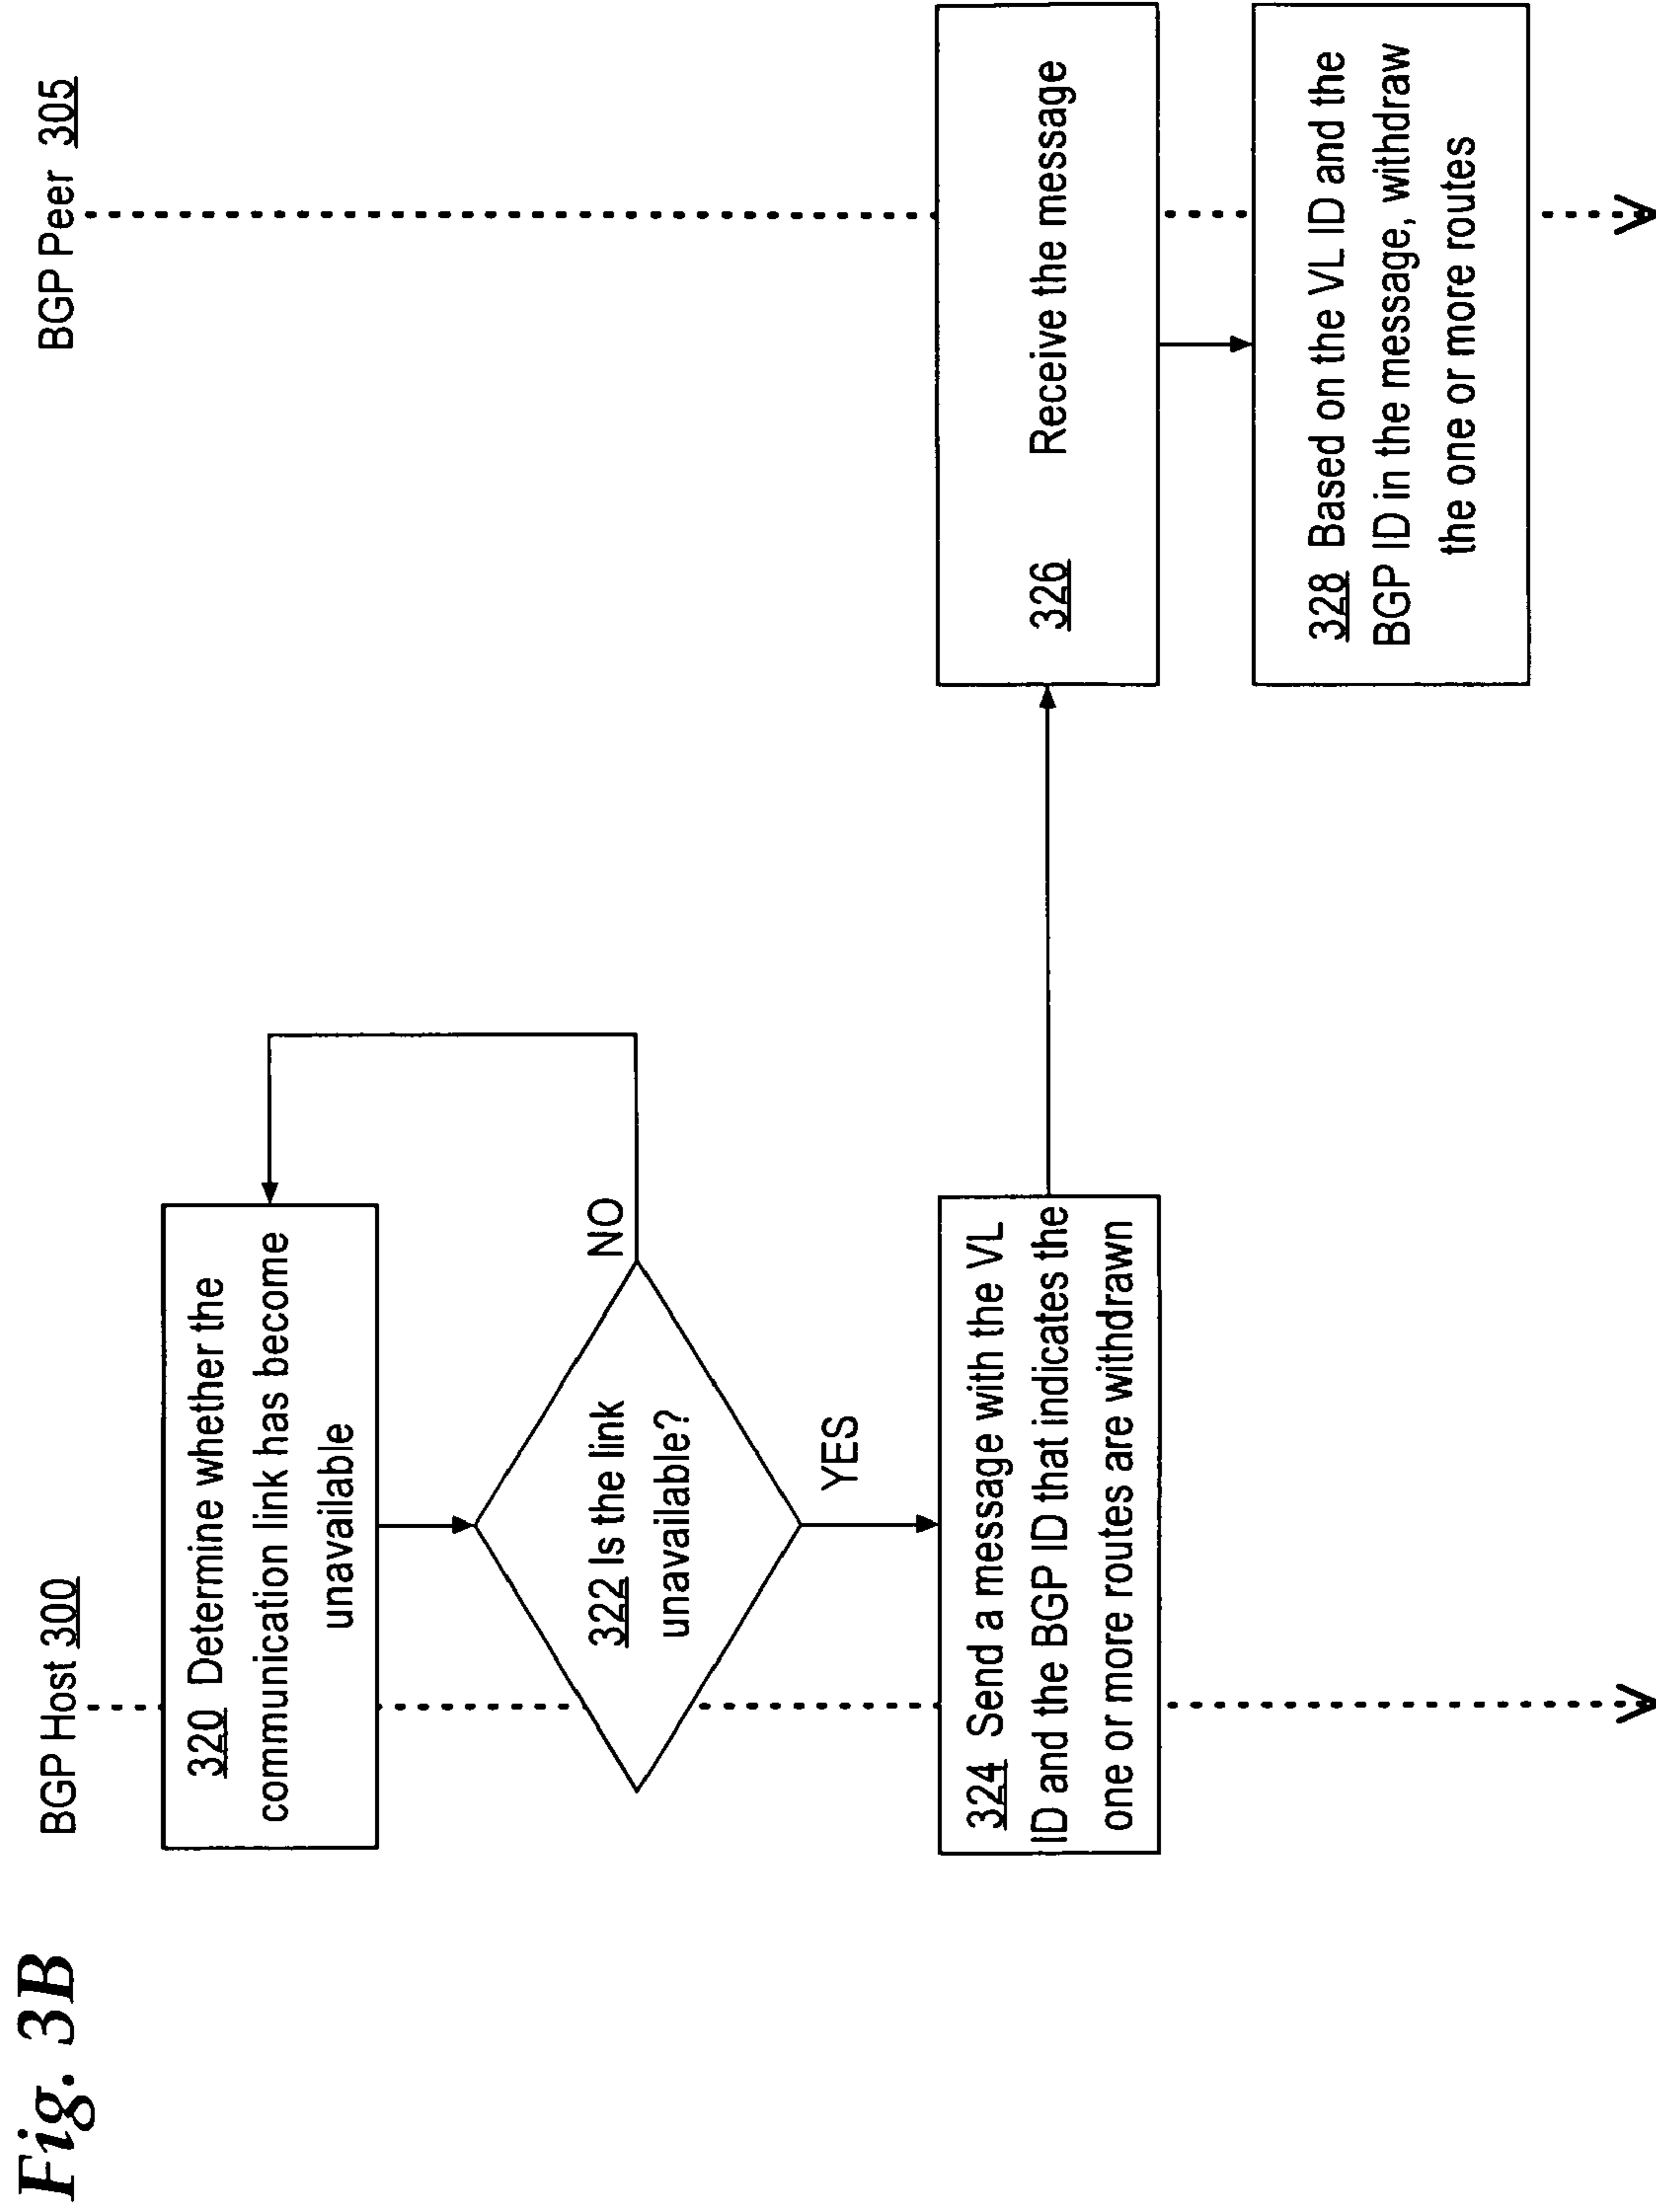 Fig. 3B
BGP Host 300
BGP Peer 305
320 Determine whether the
communication link has become
unavailable
322 Is the link
unavailable?
NO
YES
324 Send a message with the VL
ID and the BGP ID that indicates the
one or more routes are withdrawn
326 Receive the message
328 Based on the VL ID and the
BGP ID in the message, withdraw
the one or more routes